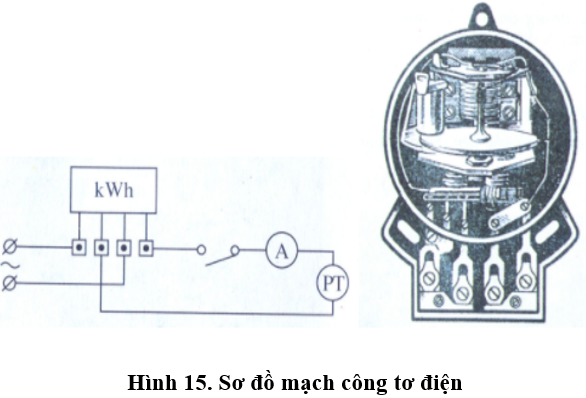 kWh
~
A
PT
Hình 15. Sơ đồ mạch công tơ điện